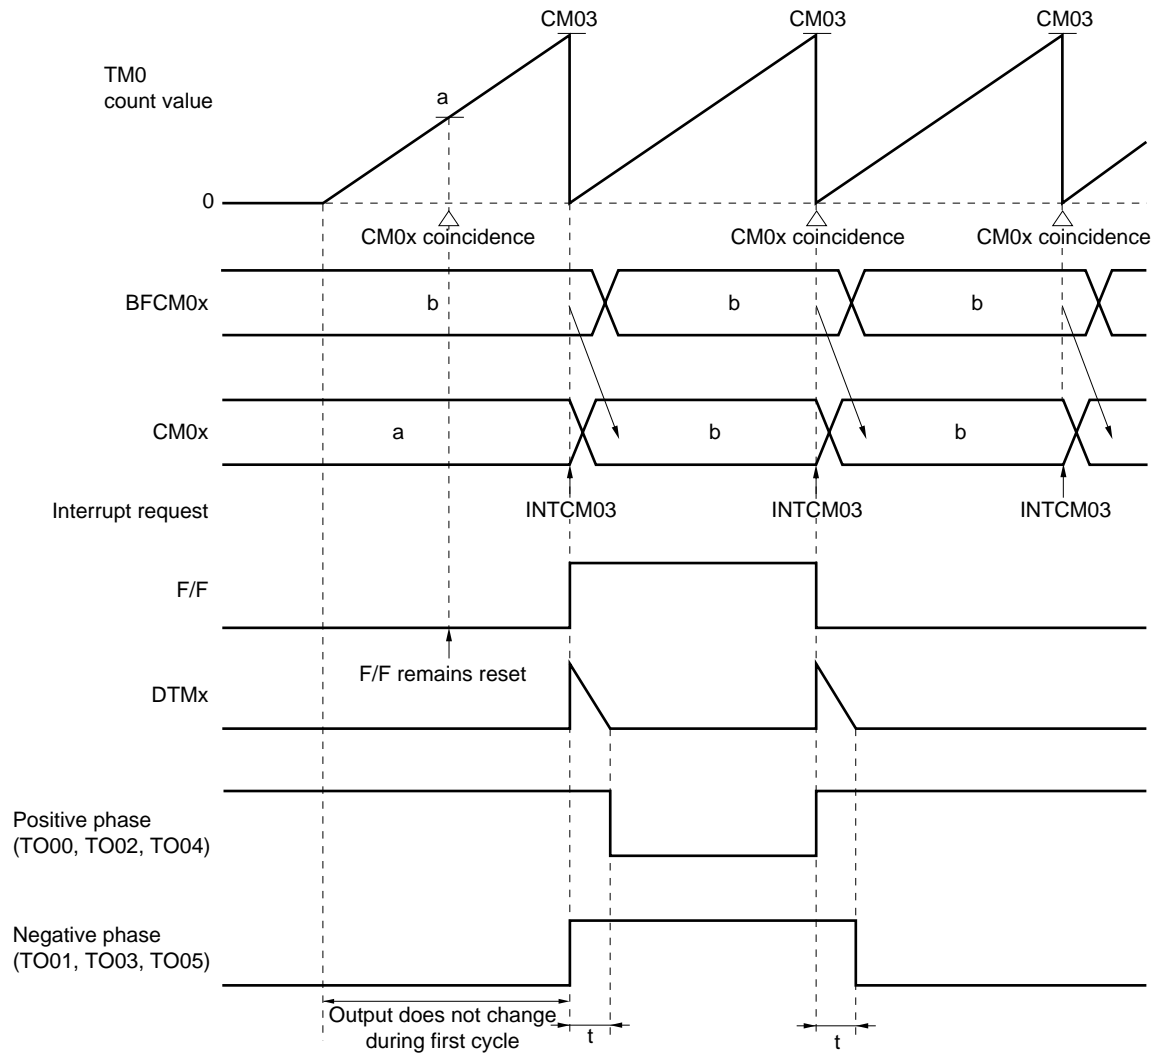 CM03 CM03 CM03
TM0
count value
a
0
CM0x coincidence CM0x coincidence CM0x coincidence
BFCM0x b b b
CM0x a b b
Interrupt request INTCM03 INTCM03 INTCM03
F/F
F/F remains reset
DTMx
Positive phase
(TO00, TO02, TO04)
Negative phase
(TO01, TO03, TO05)
Output does not change
during first cycle
t t